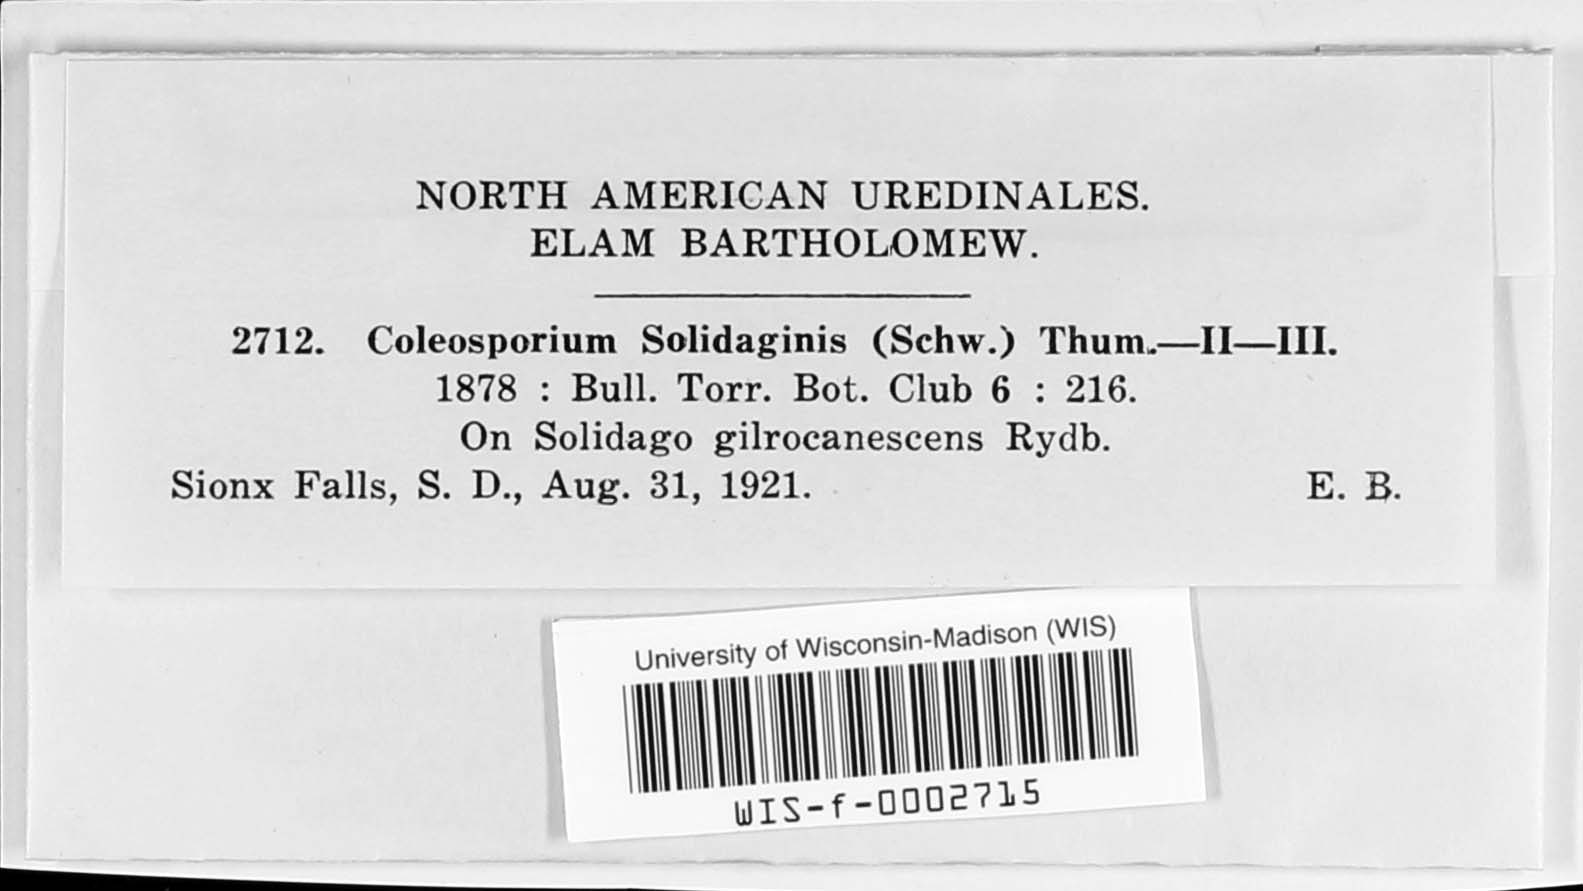 NORTH AMERICAN UREDINALES.
ELAM BARTHOLOMEW.
2712. Coleosporium Solidaginis (Schw.) Thum.—II—III.
1878 : Bull. Torr. Bot. Club 6 : 216.
On Solidago gilrocanescens Rydb.
Sionx Falls, S. D., Aug. 31, 1921. E. B.
University of Wisconsin-Madison (WIS)
WIS-f-0002715